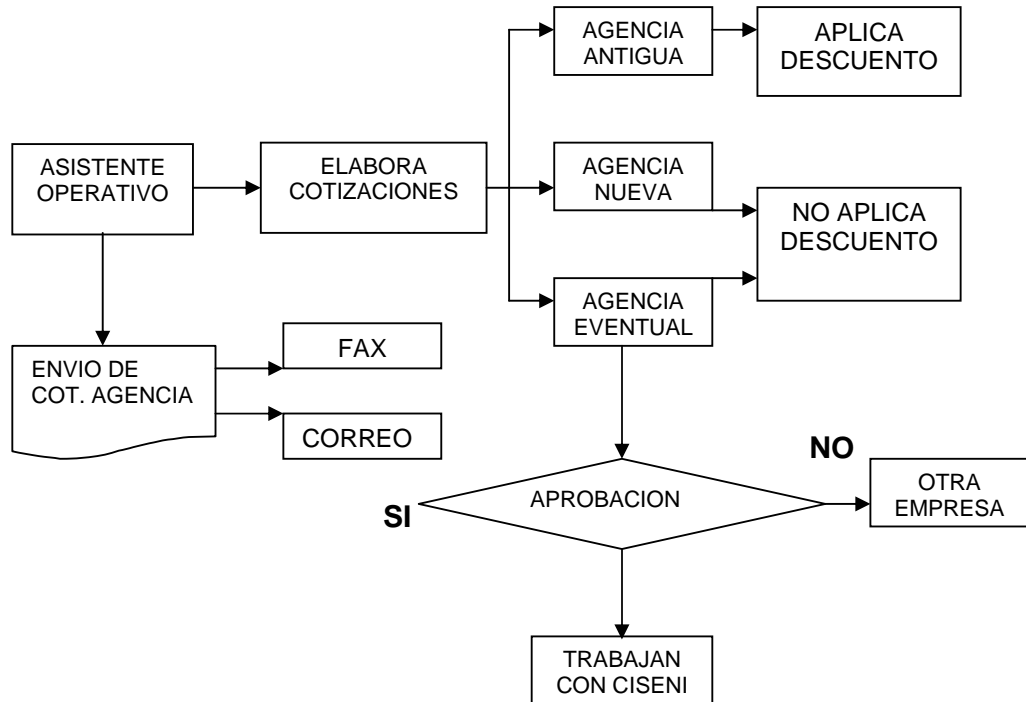 AGENCIA
ANTIGUA
APLICA
DESCUENTO
ASISTENTE
OPERATIVO
ELABORA
COTIZACIONES
AGENCIA
NUEVA
NO APLICA
DESCUENTO
AGENCIA
EVENTUAL
ENVIO DE
COT. AGENCIA
FAX
CORREO
SI
APROBACION
NO
OTRA
EMPRESA
TRABAJAN
CON CISENI